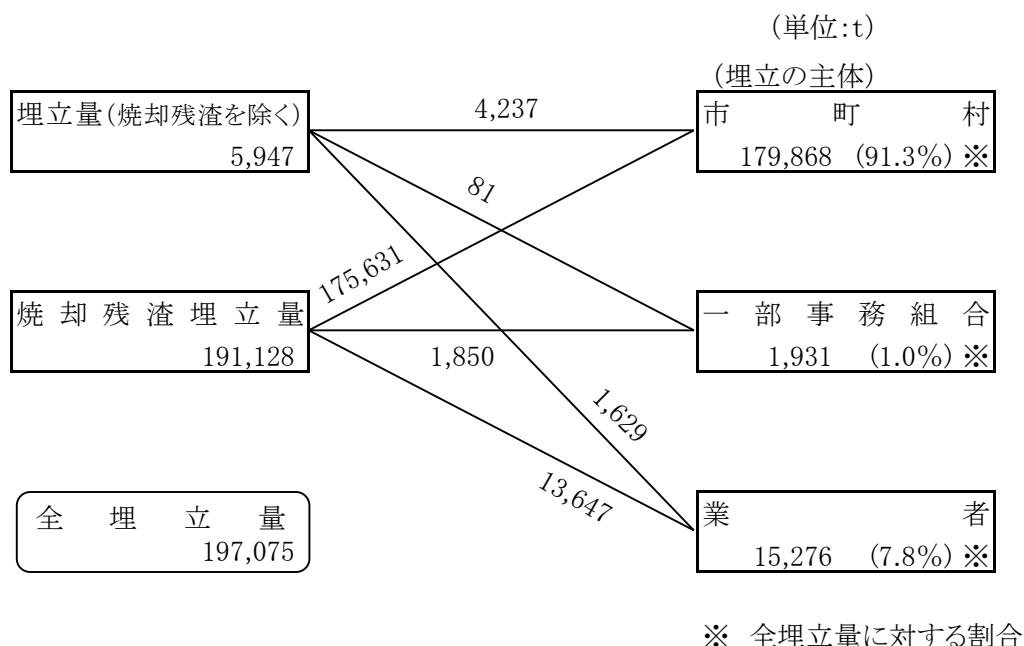 (単位:t)
(埋立の主体)
埋立量(焼却残渣を除く)
5,947
4,237
市町村
179,868 (91.3%) ※
81
175,631
焼却残渣埋立量
191,128
1,850
一部事務組合
1,931 (1.0%) ※
1,629
13,647
全埋立量
197,075
業者
15,276 (7.8%) ※
※ 全埋立量に対する割合